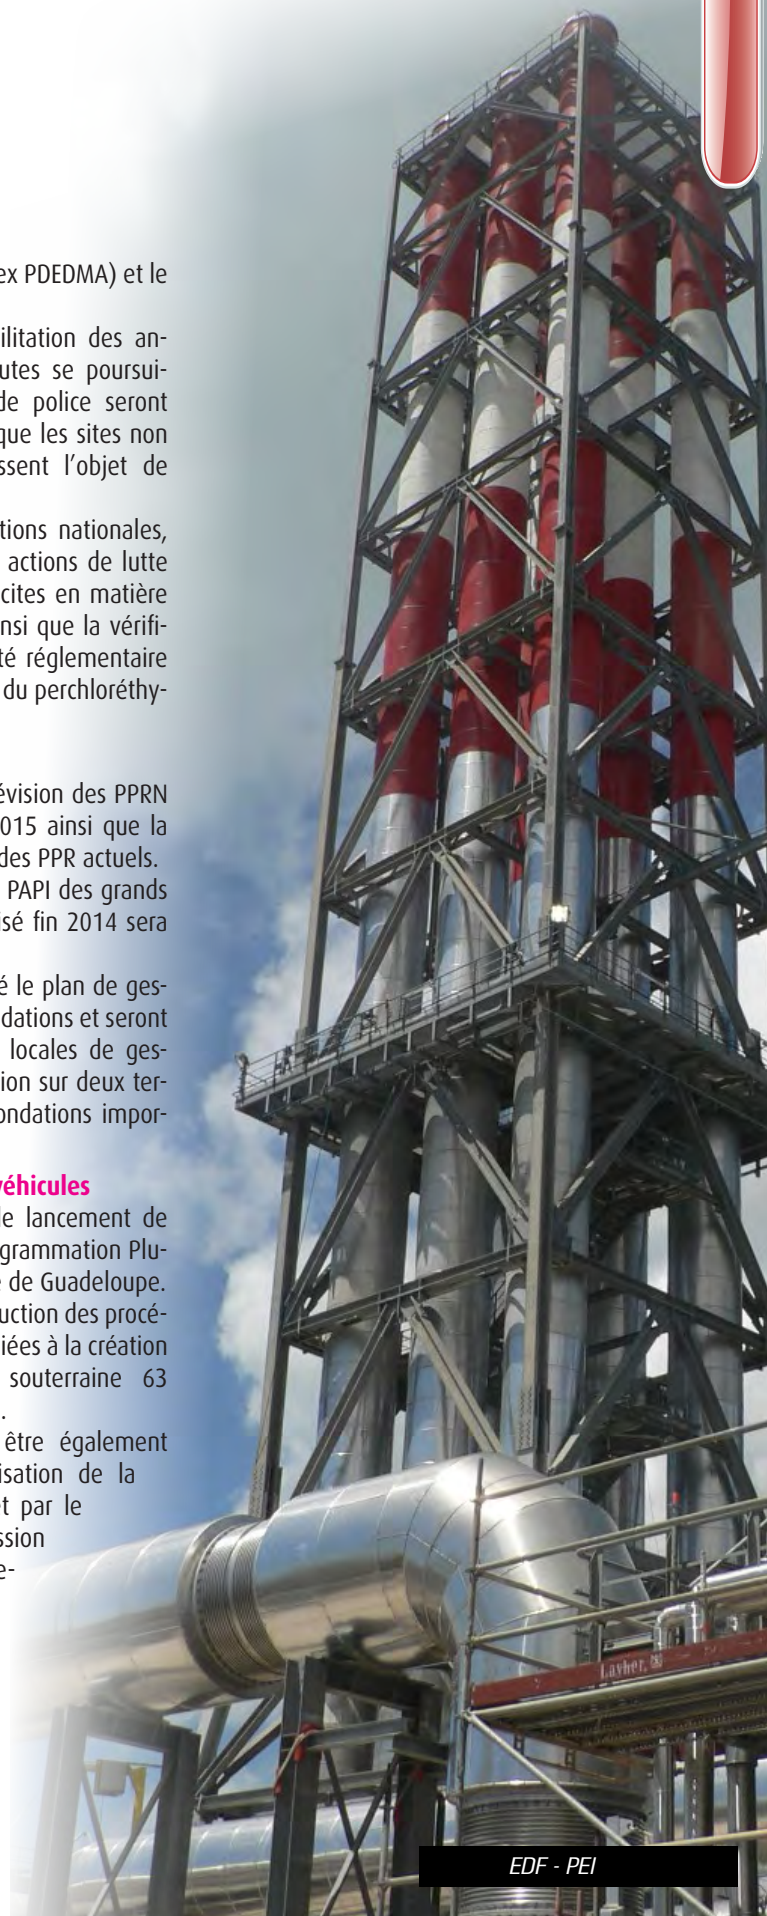 ex PDEDMA) et le
ilitation des an-
utes se poursui-
de police seront
que les sites non
ssent l’objet de
tions nationales,
actions de lutte
cites en matière
nsi que la vérifi-
té réglementaire
du perchloréthy-
évision des PPRN
015 ainsi que la
des PPR actuels.
PAPI des grands
isé fin 2014 sera
é le plan de ges-
dations et seront
locales de ges-
ion sur deux ter-
ondations impor-
véhicules
le lancement de
grammation Plu-
e de Guadeloupe.
uction des procé-
iées à la création
souterraine 63
.
être également
isation de la
t par le
ssion
e-
Layher
EDF - PEI